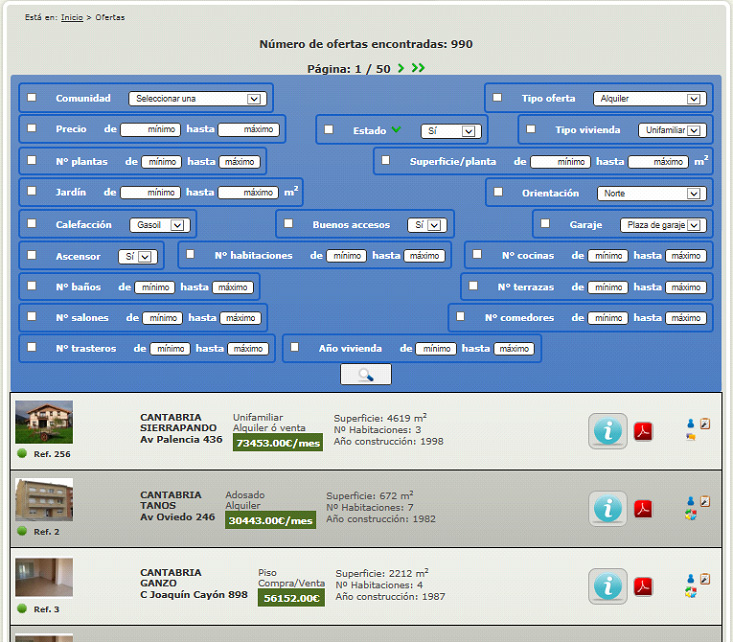 Está en: Inicio > Ofertas
Número de ofertas encontradas: 990
Página: 1 / 50
Comunidad Seleccionar una Tipo oferta Alquiler
Precio de mínimo hasta máximo Estado Sí Tipo vivienda Unifamiliar
Nº plantas de mínimo hasta máximo Superficie/planta de mínimo hasta máximo m²
Jardín de mínimo hasta máximo m² Orientación Norte
Calefacción Gasoil Buenos accesos Sí Garaje Plaza de garaje
Ascensor Sí Nº habitaciones de mínimo hasta máximo Nº cocinas de mínimo hasta máximo
Nº baños de mínimo hasta máximo Nº terrazas de mínimo hasta máximo
Nº salones de mínimo hasta máximo Nº comedores de mínimo hasta máximo
Nº trasteros de mínimo hasta máximo Año vivienda de mínimo hasta máximo
CANTABRIA Unifamiliar Superficie: 4619 m²
SIERRAPANDO Alquiler ó venta Nº Habitaciones: 3
Av Palencia 436 73453.00€/mes Año construcción: 1998
Ref. 256
CANTABRIA Adosado Superficie: 672 m²
TANOS Alquiler Nº Habitaciones: 7
Av Oviedo 246 30443.00€/mes Año construcción: 1982
Ref. 2
CANTABRIA Piso Superficie: 2212 m²
GANZO Compra/Venta Nº Habitaciones: 4
C Joaquín Cayón 898 56152.00€ Año construcción: 1987
Ref. 3